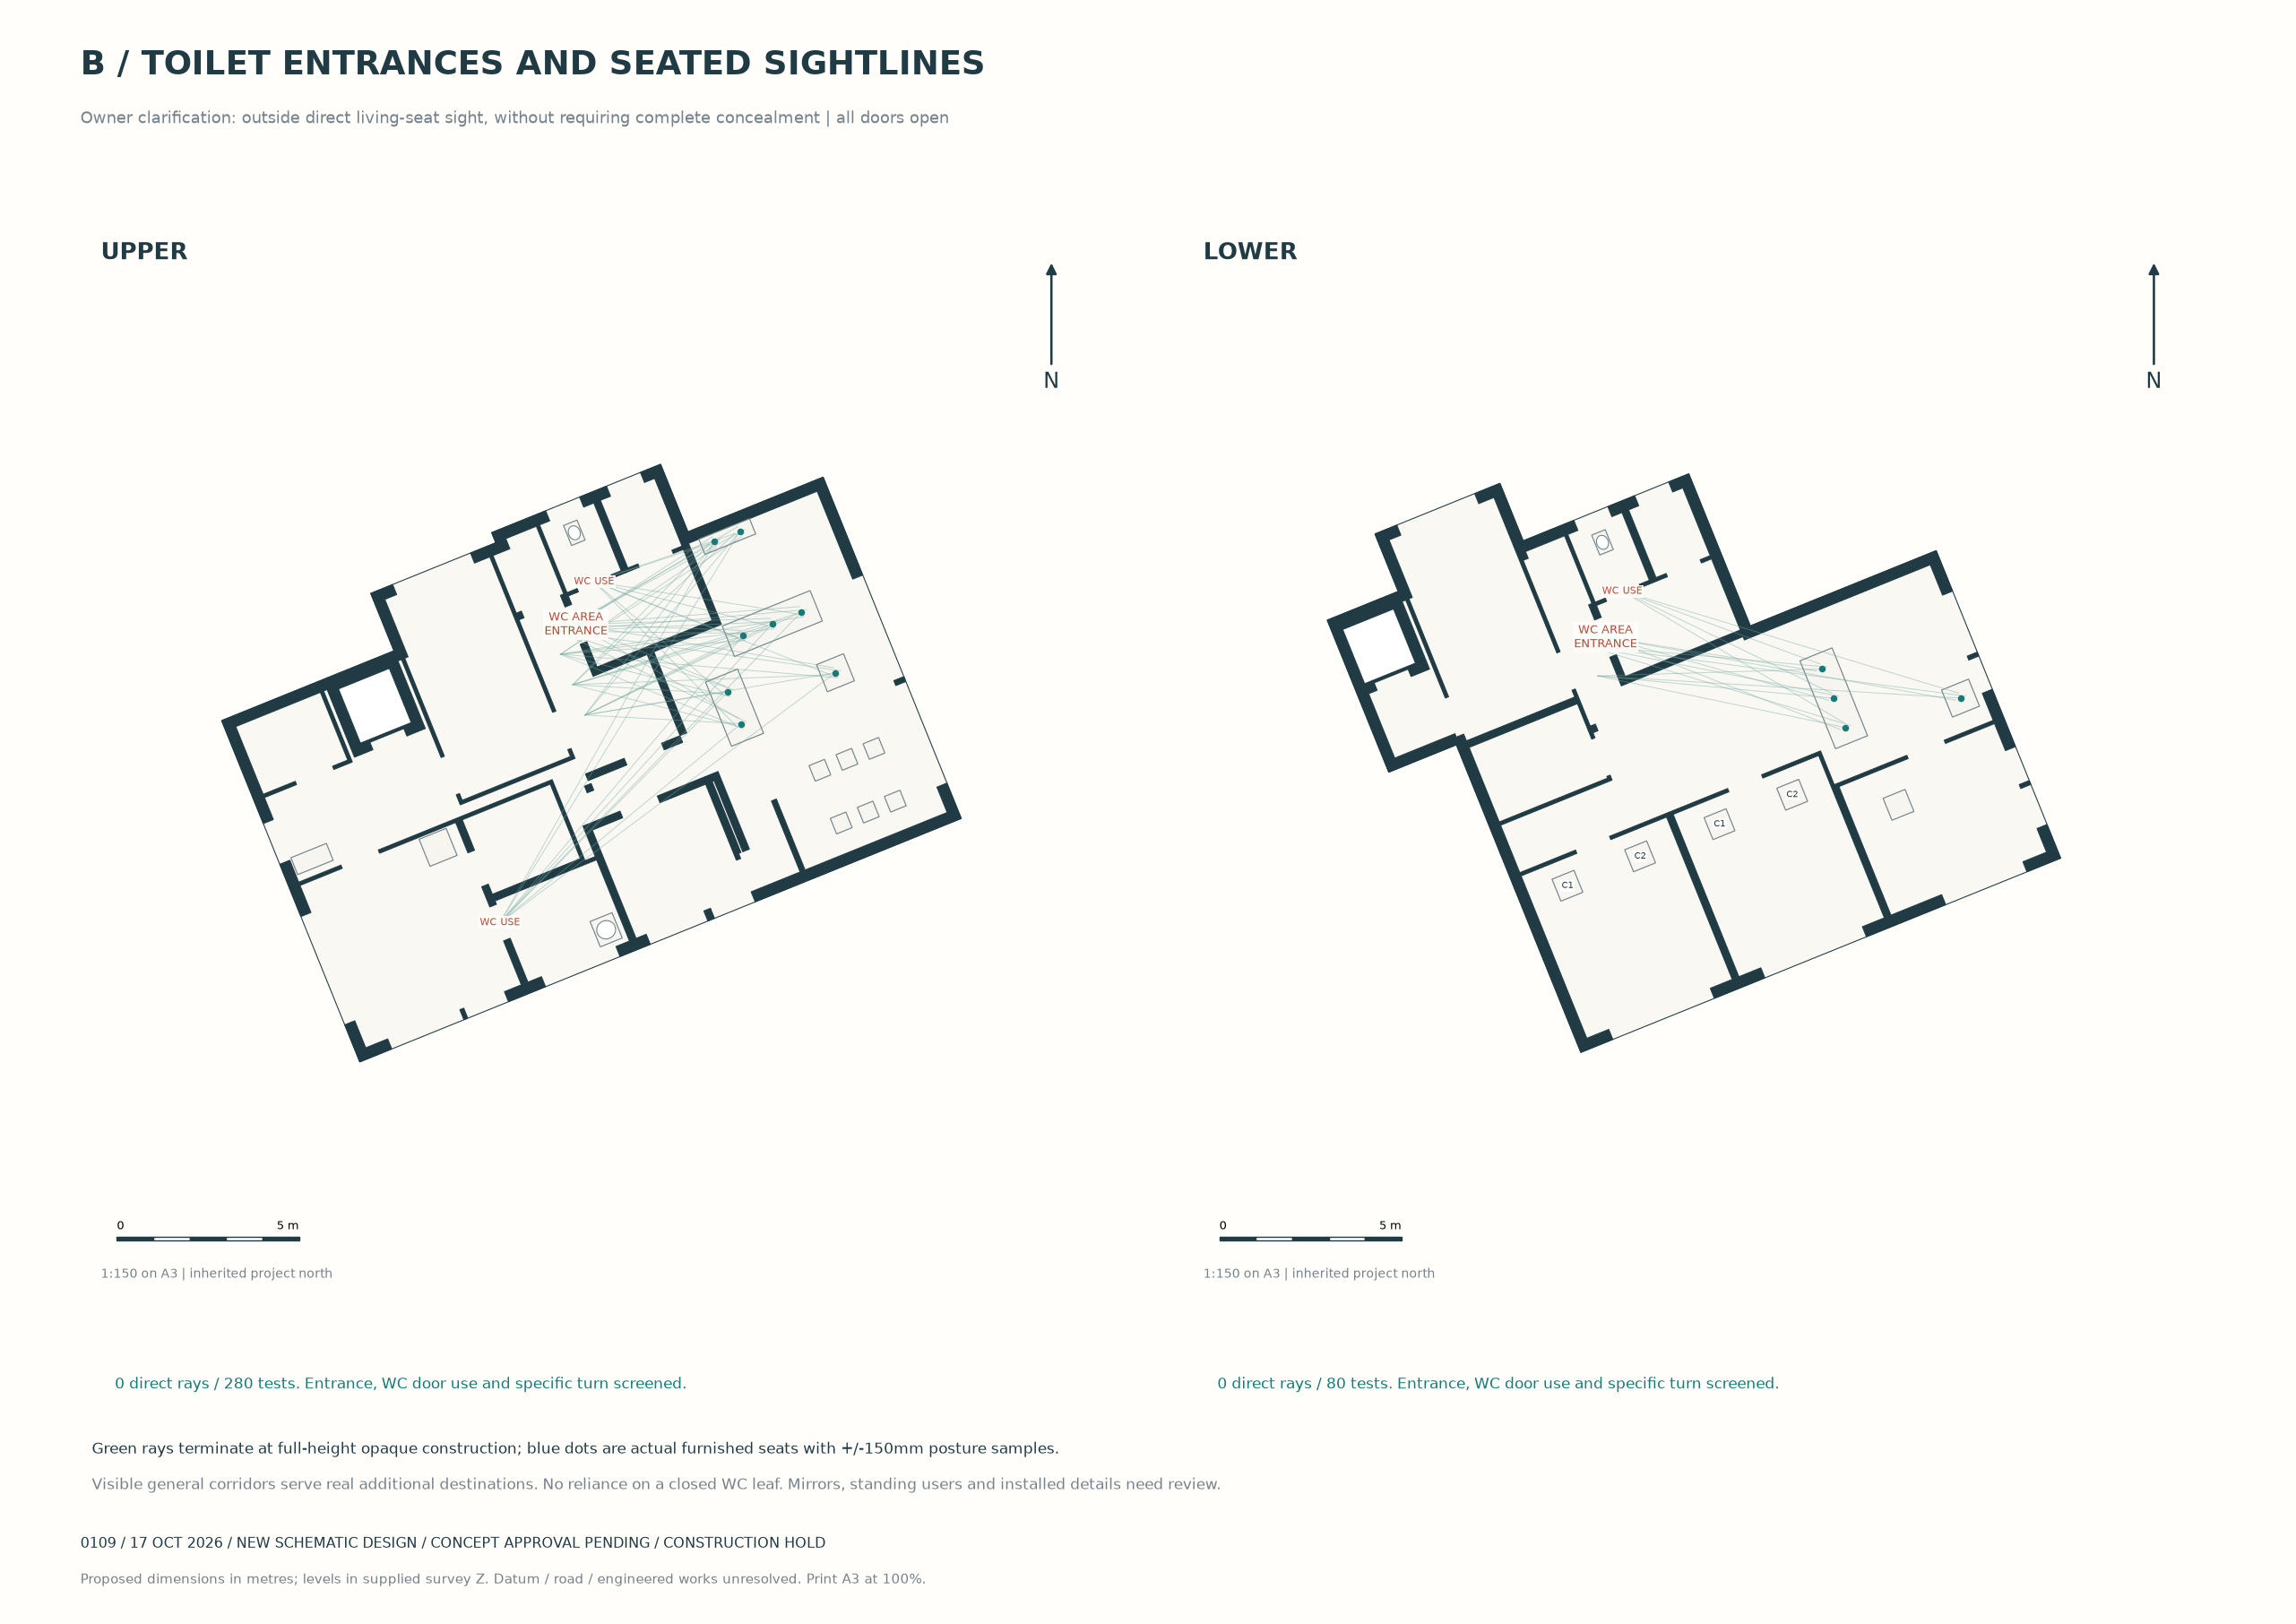 B / TOILET ENTRANCES AND SEATED SIGHTLINES
Owner clarification: outside direct living-seat sight, without requiring complete concealment | all doors open
UPPER
LOWER
N
N
WC USE
WC AREA
ENTRANCE
WC USE
WC USE
WC AREA
ENTRANCE
C2
C1
C2
C1
0 5 m
1:150 on A3 | inherited project north
0 5 m
1:150 on A3 | inherited project north
0 direct rays / 280 tests. Entrance, WC door use and specific turn screened.
0 direct rays / 80 tests. Entrance, WC door use and specific turn screened.
Green rays terminate at full-height opaque construction; blue dots are actual furnished seats with +/-150mm posture samples.
Visible general corridors serve real additional destinations. No reliance on a closed WC leaf. Mirrors, standing users and installed details need review.
0109 / 17 OCT 2026 / NEW SCHEMATIC DESIGN / CONCEPT APPROVAL PENDING / CONSTRUCTION HOLD
Proposed dimensions in metres; levels in supplied survey Z. Datum / road / engineered works unresolved. Print A3 at 100%.